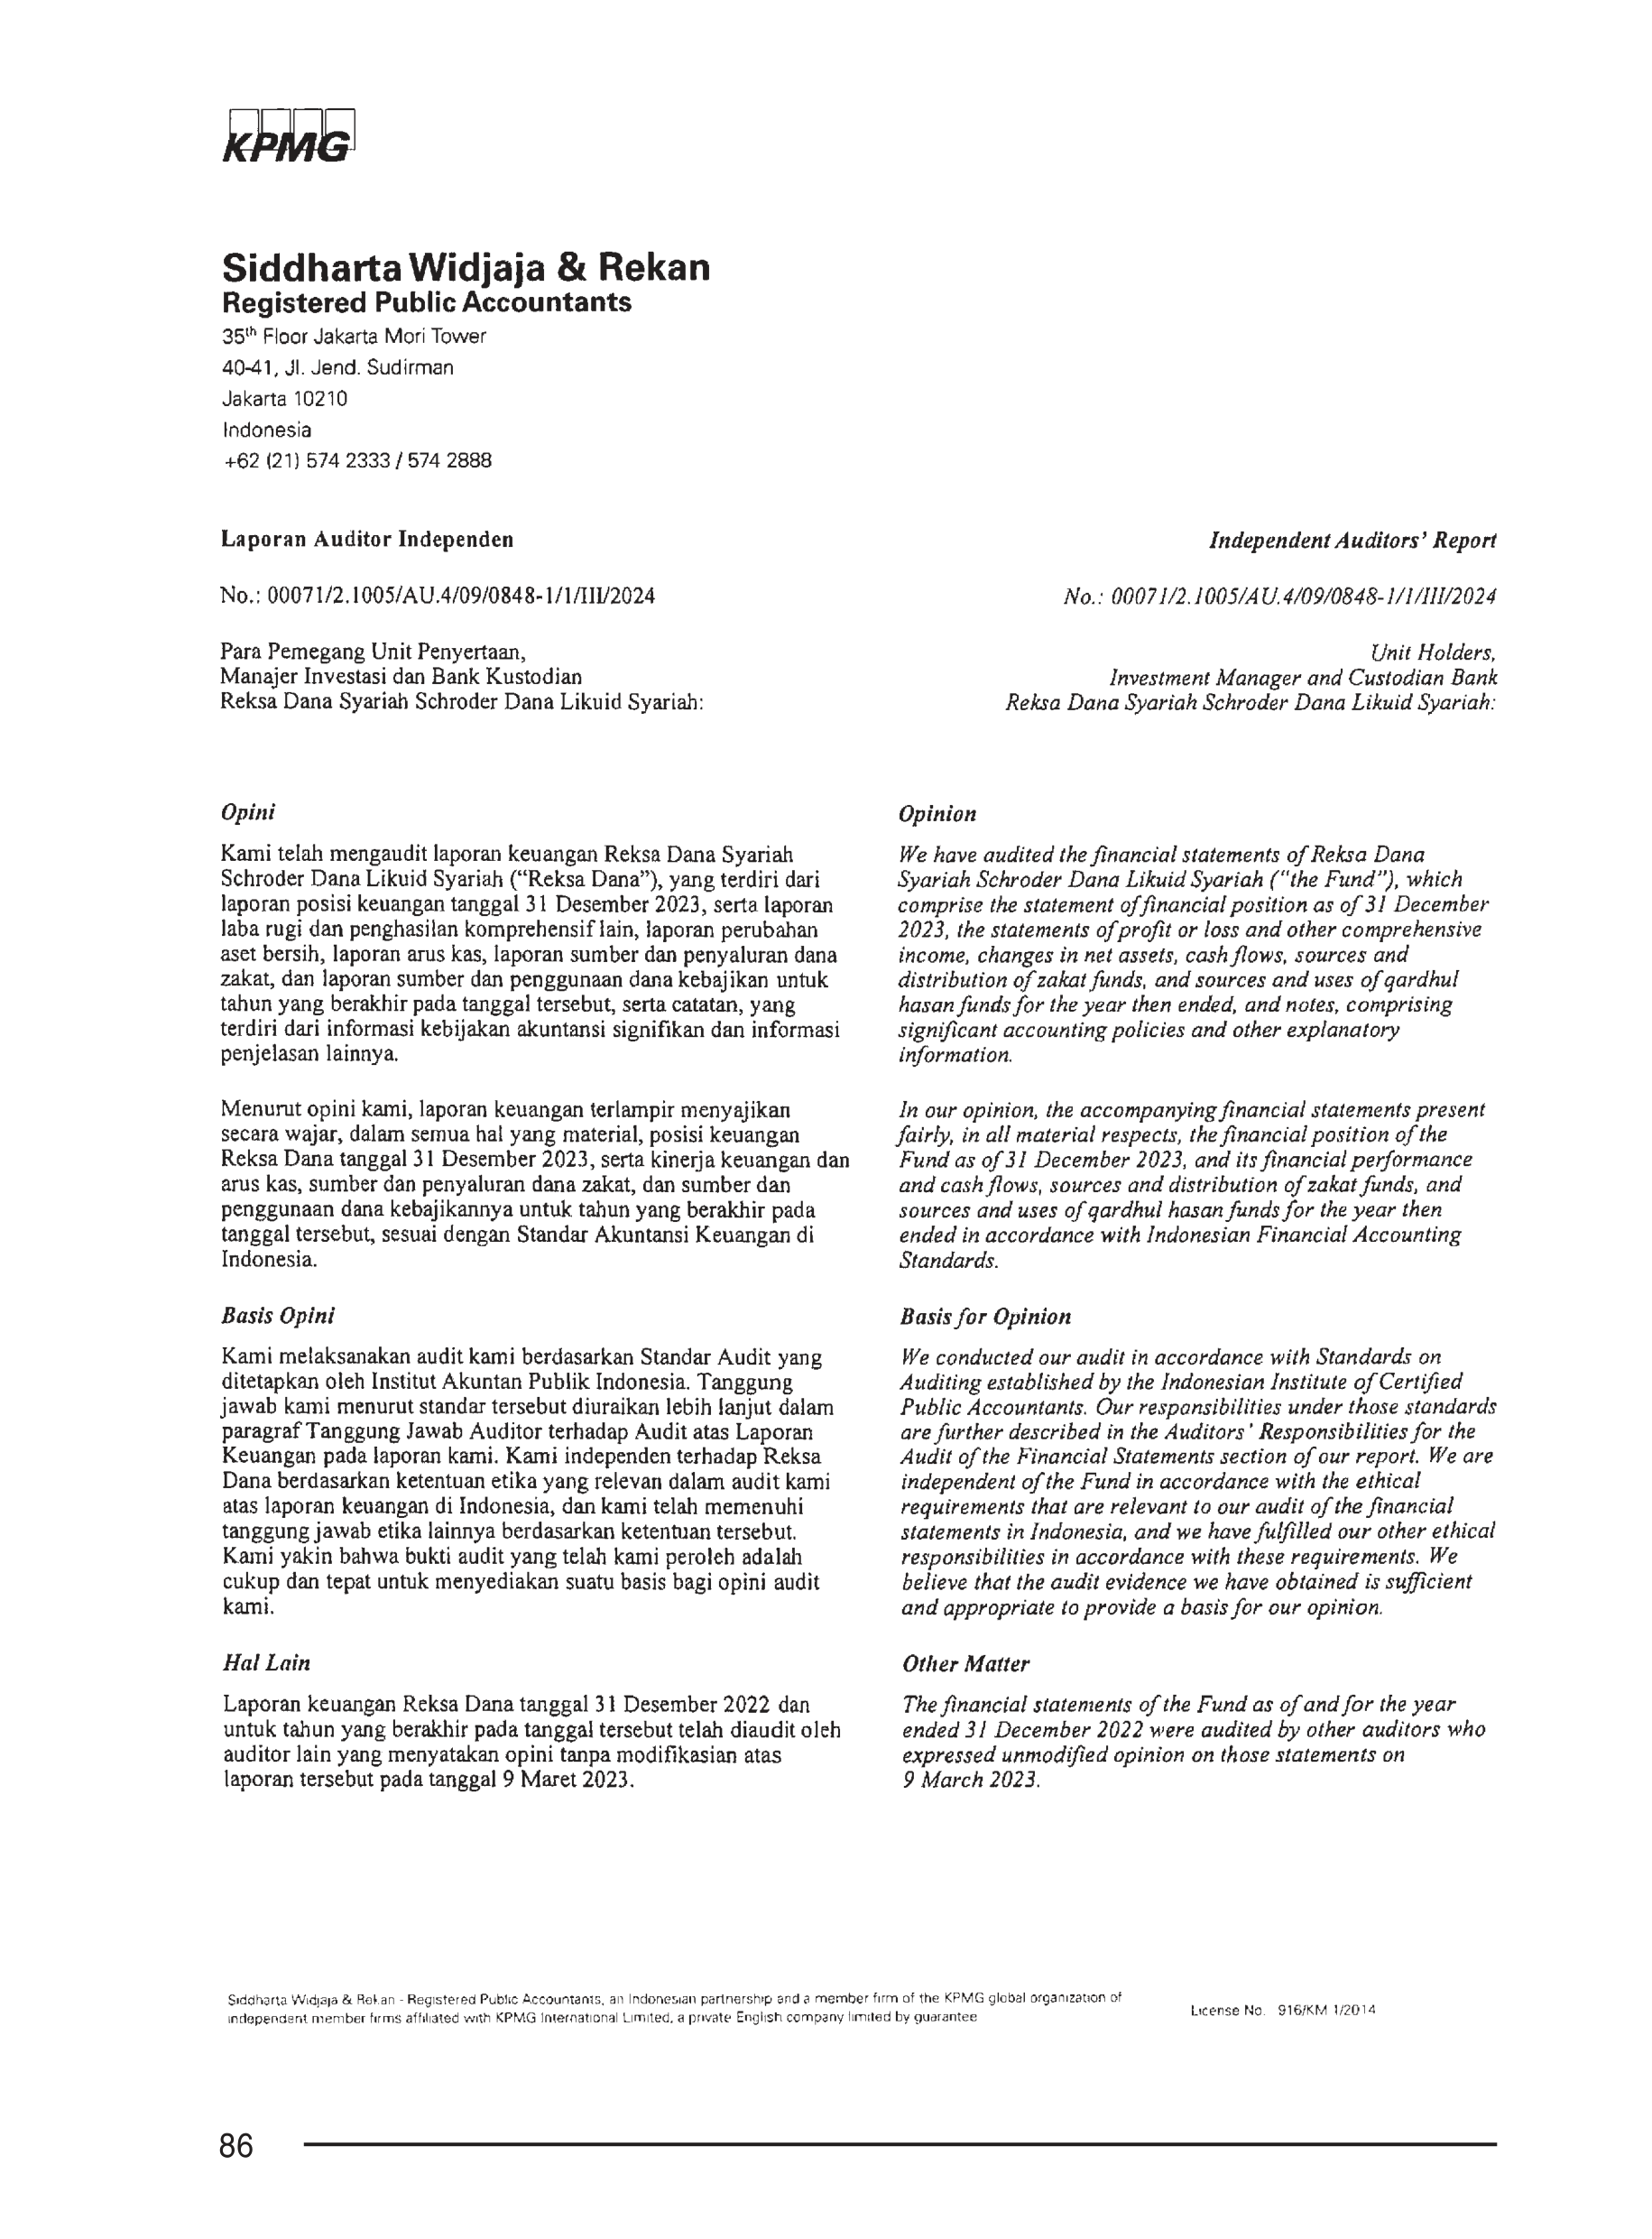 KPMG
Siddharta Widjaja & Rekan
Registered Public Accountants
35th Floor Jakarta Mori Tower
40-41, Jl. Jend. Sudirman
Jakarta 10210
Indonesia
+62 (21) 574 2333 / 574 2888
Laporan Auditor Independen
No.: 00071/2.1005/AU.4/09/0848-1/1/III/2024
Para Pemegang Unit Penyertaan,
Manajer Investasi dan Bank Kustodian
Reksa Dana Syariah Schroder Dana Likuid Syariah:
Independent Auditors' Report
No.: 00071/2.1005/AU.4/09/0848-1/1/III/2024
Unit Holders,
Investment Manager and Custodian Bank
Reksa Dana Syariah Schroder Dana Likuid Syariah:
Opini
Kami telah mengaudit laporan keuangan Reksa Dana Syariah
Schroder Dana Likuid Syariah (“Reksa Dana”), yang terdiri dari
laporan posisi keuangan tanggal 31 Desember 2023, serta laporan
laba rugi dan penghasilan komprehensif lain, laporan perubahan
aset bersih, laporan arus kas, laporan sumber dan penyaluran dana
zakat, dan laporan sumber dan penggunaan dana kebajikan untuk
tahun yang berakhir pada tanggal tersebut, serta catatan, yang
terdiri dari informasi kebijakan akuntansi signifikan dan informasi
penjelasan lainnya.
Menurut opini kami, laporan keuangan terlampir menyajikan
secara wajar, dalam semua hal yang material, posisi keuangan
Reksa Dana tanggal 31 Desember 2023, serta kinerja keuangan dan
arus kas, sumber dan penyaluran dana zakat, dan sumber dan
penggunaan dana kebajikannya untuk tahun yang berakhir pada
tanggal tersebut, sesuai dengan Standar Akuntansi Keuangan di
Indonesia.
Basis Opini
Kami melaksanakan audit kami berdasarkan Standar Audit yang
ditetapkan oleh Institut Akuntan Publik Indonesia. Tanggung
jawab kami menurut standar tersebut diuraikan lebih lanjut dalam
paragraf Tanggung Jawab Auditor terhadap Audit atas Laporan
Keuangan pada laporan kami. Kami independen terhadap Reksa
Dana berdasarkan ketentuan etika yang relevan dalam audit kami
atas laporan keuangan di Indonesia, dan kami telah memenuhi
tanggung jawab etika lainnya berdasarkan ketentuan tersebut.
Kami yakin bahwa bukti audit yang telah kami peroleh adalah
cukup dan tepat untuk menyediakan suatu basis bagi opini audit
kami.
Hal Lain
Laporan keuangan Reksa Dana tanggal 31 Desember 2022 dan
untuk tahun yang berakhir pada tanggal tersebut telah diaudit oleh
auditor lain yang menyatakan opini tanpa modifikasian atas
laporan tersebut pada tanggal 9 Maret 2023.
Opinion
We have audited the financial statements of Reksa Dana
Syariah Schroder Dana Likuid Syariah (“the Fund”), which
comprise the statement of financial position as of 31 December
2023, the statements of profit or loss and other comprehensive
income, changes in net assets, cash flows, sources and
distribution of zakat funds, and sources and uses of qardhul
hasan funds for the year then ended, and notes, comprising
significant accounting policies and other explanatory
information.
In our opinion, the accompanying financial statements present
fairly, in all material respects, the financial position of the
Fund as of 31 December 2023, and its financial performance
and cash flows, sources and distribution of zakat funds, and
sources and uses of qardhul hasan funds for the year then
ended in accordance with Indonesian Financial Accounting
Standards.
Basis for Opinion
We conducted our audit in accordance with Standards on
Auditing established by the Indonesian Institute of Certified
Public Accountants. Our responsibilities under those standards
are further described in the Auditors' Responsibilities for the
Audit of the Financial Statements section of our report. We are
independent of the Fund in accordance with the ethical
requirements that are relevant to our audit of the financial
statements in Indonesia, and we have fulfilled our other ethical
responsibilities in accordance with these requirements. We
believe that the audit evidence we have obtained is sufficient
and appropriate to provide a basis for our opinion.
Other Matter
The financial statements of the Fund as of and for the year
ended 31 December 2022 were audited by other auditors who
expressed unmodified opinion on those statements on
9 March 2023.
Siddharta Widjaja & Rekan - Registered Public Accountants, an Indonesian partnership and a member firm of the KPMG global organization of
independent member firms affiliated with KPMG International Limited, a private English company limited by guarantee
License No. 916/KM 1/2014
86